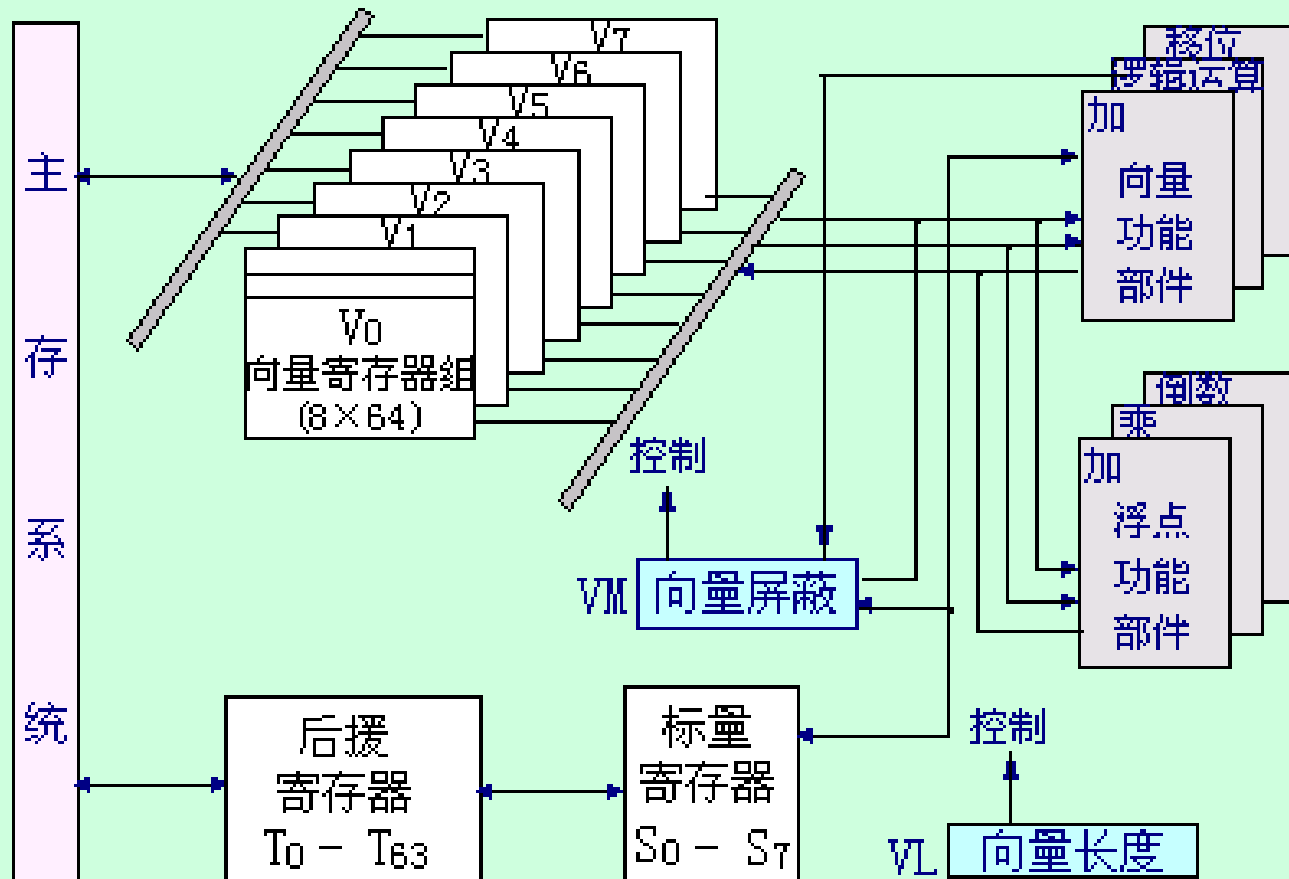 主
存
系
统
V7
V6
V5
V4
V3
V2
V1
V0
向量寄存器组
(8×64)
移位
逻辑运算
加
向量
功能
部件
倒数
乘
加
浮点
功能
部件
控制
VM 向量屏蔽
后援
寄存器
T0 - T63
标量
寄存器
S0 - S7
控制
VL 向量长度